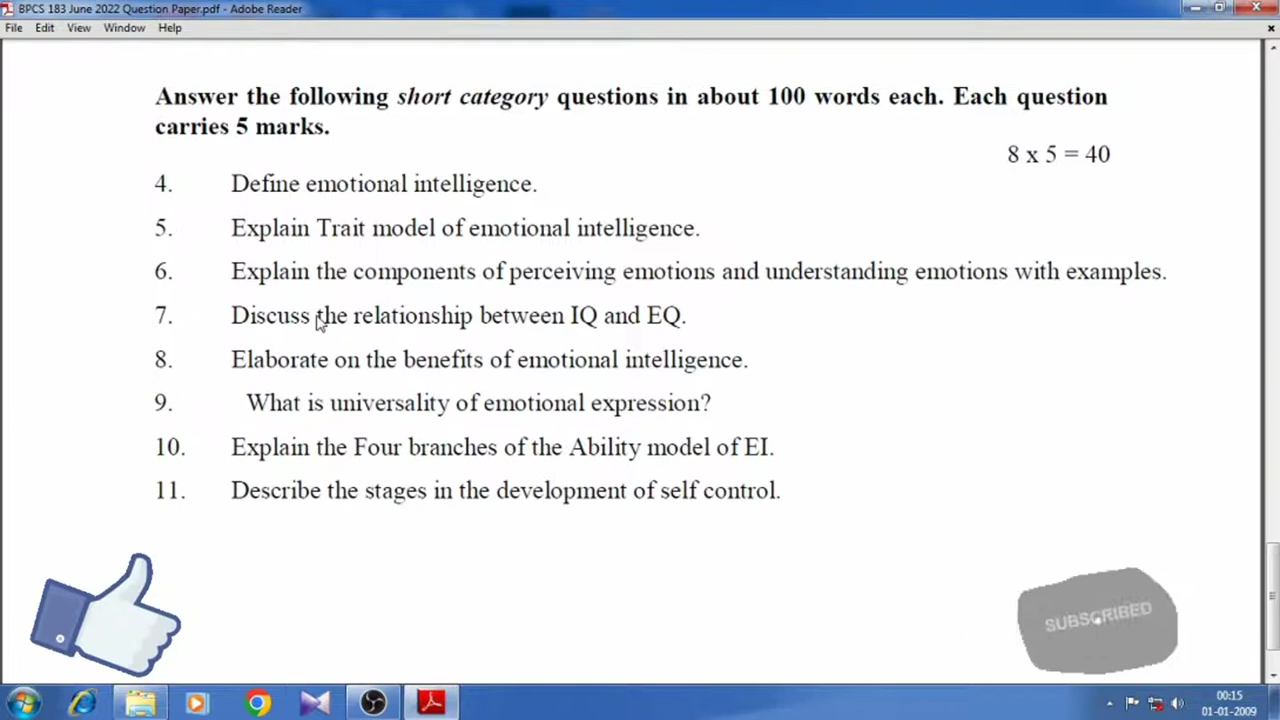 BPCS 183 June 2022 Question Paper.pdf - Adobe Reader
File Edit View Window Help
Answer the following short category questions in about 100 words each. Each question
carries 5 marks.
8 x 5 = 40
4. Define emotional intelligence.
5. Explain Trait model of emotional intelligence.
6. Explain the components of perceiving emotions and understanding emotions with examples.
7. Discuss the relationship between IQ and EQ.
8. Elaborate on the benefits of emotional intelligence.
9. What is universality of emotional expression?
10. Explain the Four branches of the Ability model of EI.
11. Describe the stages in the development of self control.
SUBSCRIBED
00:15
01-01-2009